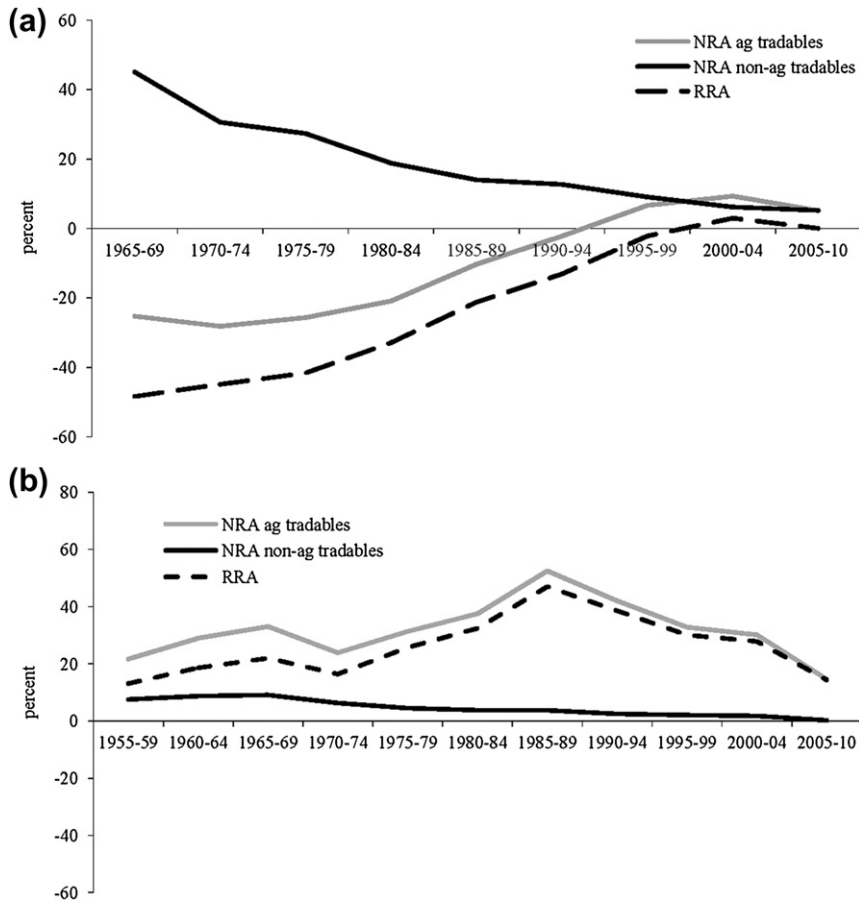 (a)
60
40
20
0
-20
-40
-60
percent
NRA ag tradables
NRA non-ag tradables
RRA
1965-69 1970-74 1975-79 1980-84 1985-89 1990-94 1995-99 2000-04 2005-10
(b)
80
60
40
20
0
-20
-40
-60
percent
NRA ag tradables
NRA non-ag tradables
RRA
1955-59 1960-64 1965-69 1970-74 1975-79 1980-84 1985-89 1990-94 1995-99 2000-04 2005-10